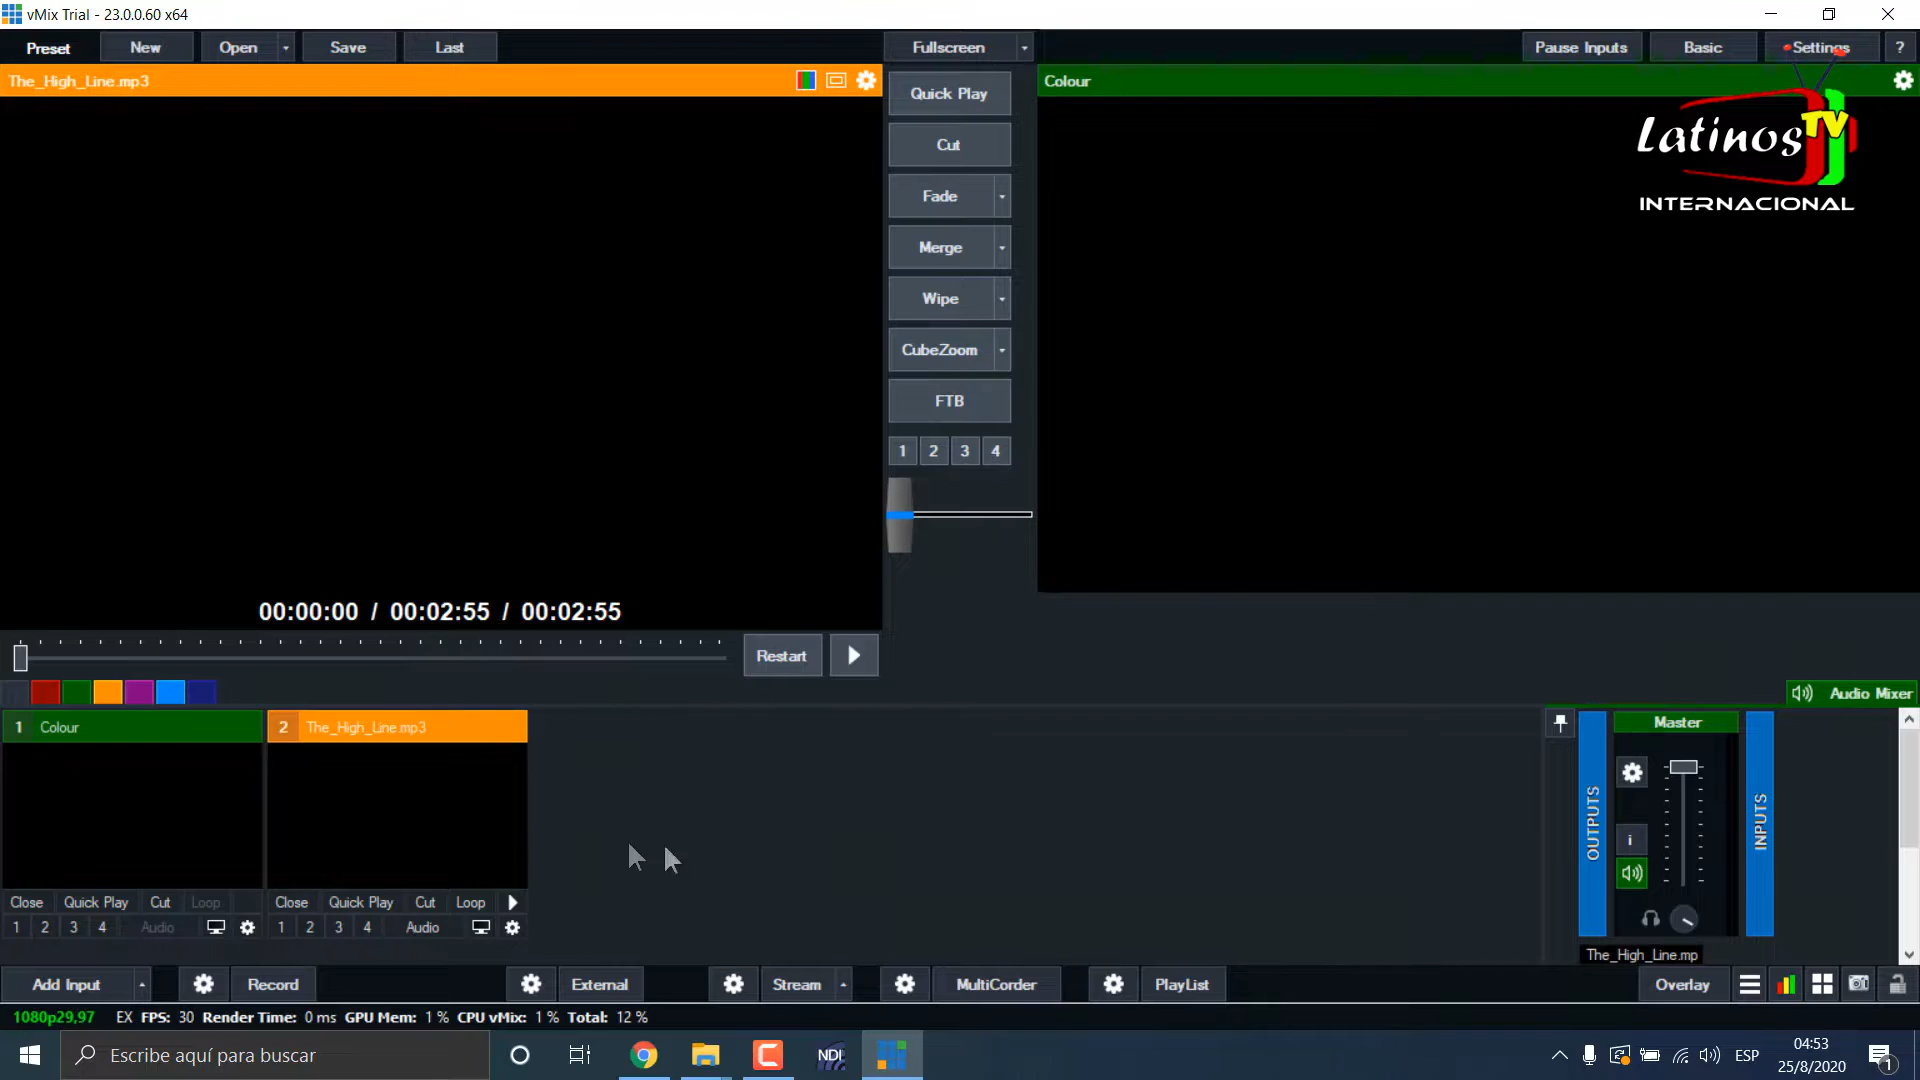 vMix Trial - 23.0.0.60 x64
Preset New Open Save Last Fullscreen Pause Inputs Basic Settings ?
The_High_Line.mp3
Colour
Latinos TV
INTERNACIONAL
Quick Play
Cut
Fade
Merge
Wipe
CubeZoom
FTB
1 2 3 4
00:00:00 / 00:02:55 / 00:02:55
Restart
Audio Mixer
1 Colour
2 The_High_Line.mp3
Master
OUTPUTS
INPUTS
i
Close Quick Play Cut Loop
1 2 3 4 Audio
Close Quick Play Cut Loop
1 2 3 4 Audio
The_High_Line.mp
Add Input Record External Stream MultiCorder PlayList Overlay
1080p29,97 EX FPS: 30 Render Time: 0 ms GPU Mem: 1 % CPU vMix: 1 % Total: 12 %
Escribe aquí para buscar
NDI
ESP
04:53
25/8/2020
1